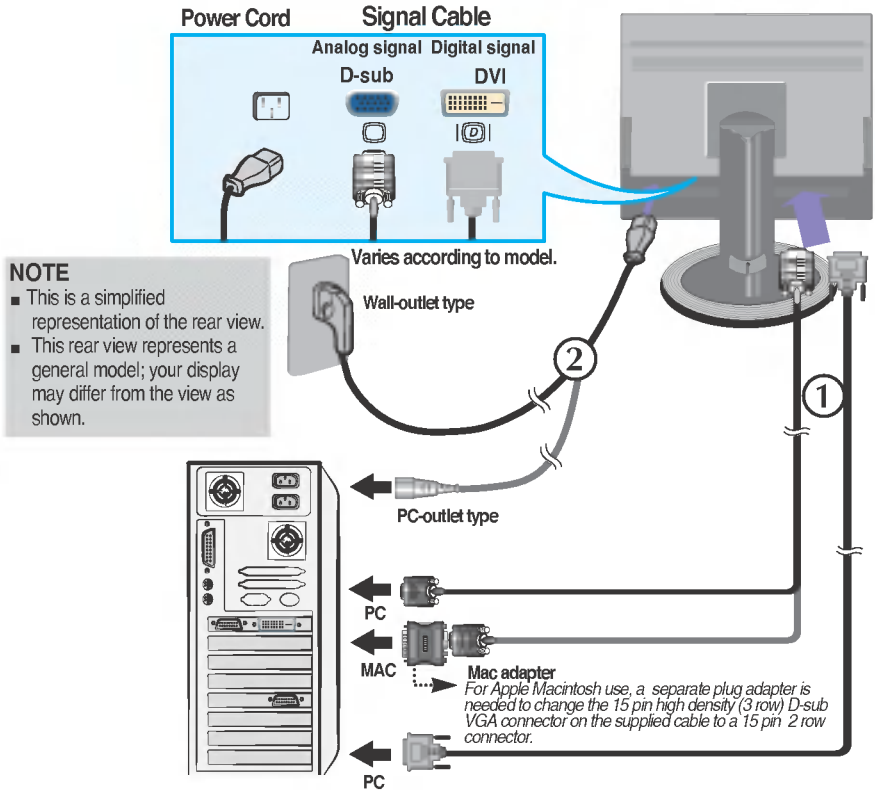 Power Cord
Signal Cable
Analog signal Digital signal
D-sub
DVI
D
Varies according to model.
NOTE
■ This is a simplified
representation of the rear view.
■ This rear view represents a
general model; your display
may differ from the view as
shown.
Wall-outlet type
2
1
PC-outlet type
PC
MAC
Mac adapter
For Apple Macintosh use, a separate plug adapter is
needed to change the 15 pin high density (3 row) D-sub
VGA connector on the supplied cable to a 15 pin 2 row
connector.
PC